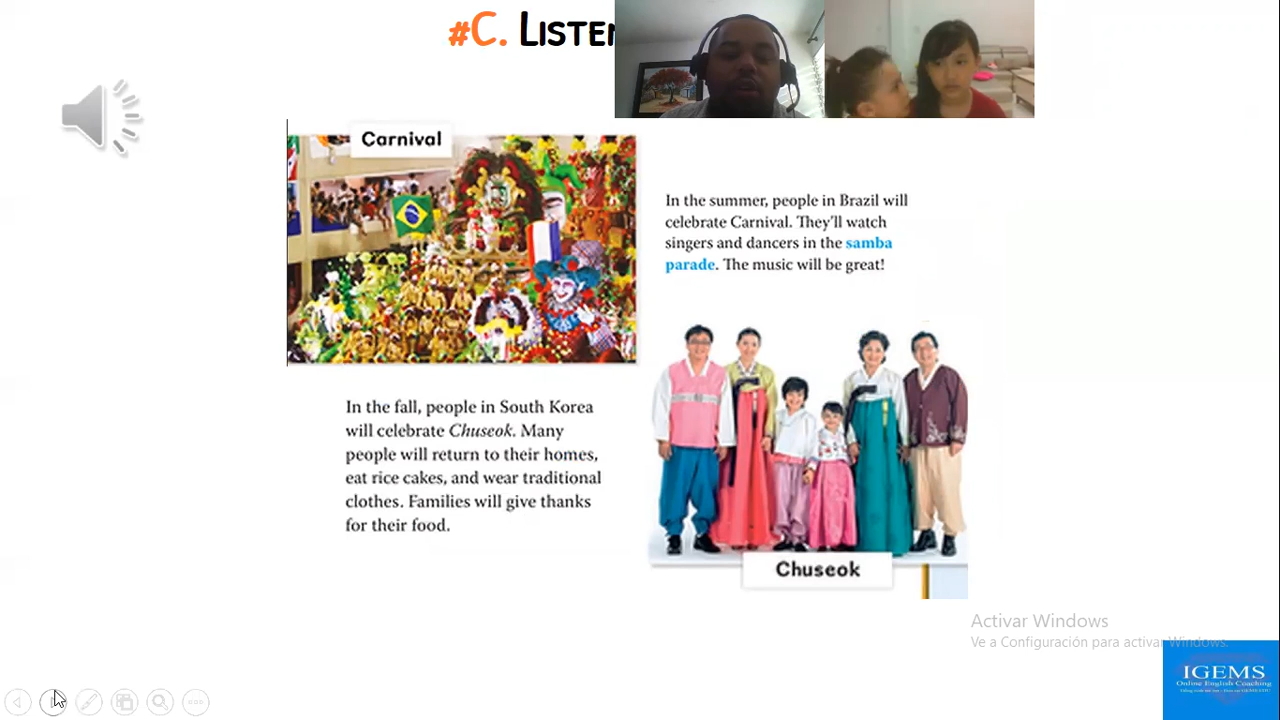 #C. LISTEN
Carnival
In the summer, people in Brazil will
celebrate Carnival. They'll watch
singers and dancers in the samba
parade. The music will be great!
In the fall, people in South Korea
will celebrate Chuseok. Many
people will return to their homes,
eat rice cakes, and wear traditional
clothes. Families will give thanks
for their food.
Chuseok
Activar Windows
Ve a Configuración para activar Windows.
IGEMS
Online English Coaching